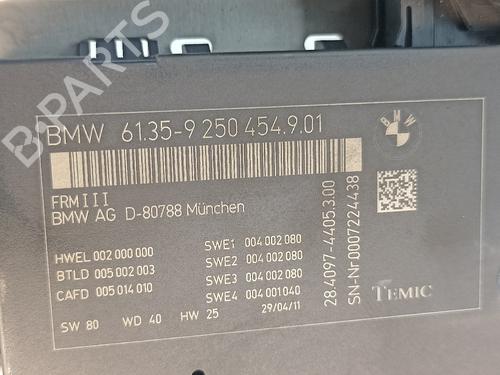 B-PARTS
BMW 61.35-9 250 454.9.01
FRMIII
BMW AG D-80788 München
HWEL 002 000 000
BTLD 005 002 003
CAFD 005 014 010
SWE1 004 002 080
SWE2 004 002 080
SWE3 004 002 080
SWE4 004 001 040
SW 80 WD 40 HW 25 29/04/11
28.4097-4405.3.00
SN-Nr0007224438
BMW
TEMIC